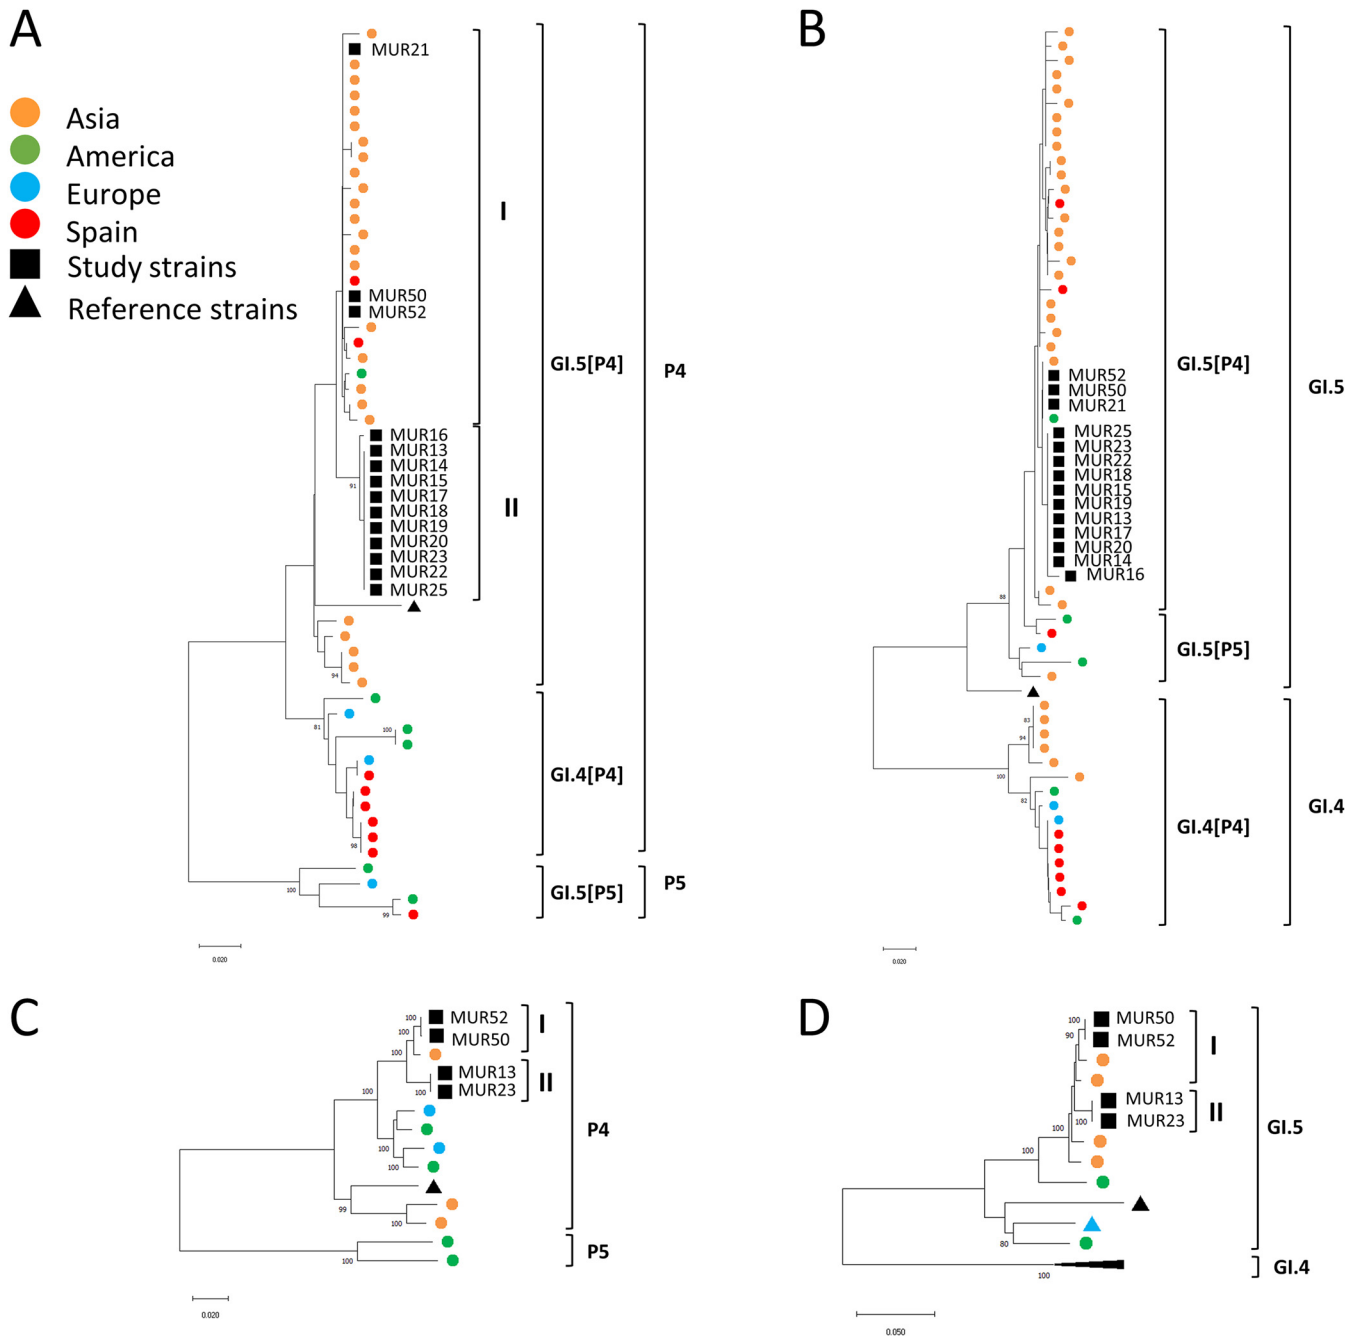 A
Asia
America
Europe
Spain
Study strains
Reference strains
MUR21
MUR50
MUR52
MUR16
MUR13
MUR14
MUR15
MUR17
MUR18
MUR19
MUR20
MUR23
MUR22
MUR25
91
94
81
100
98
100
99
I
II
GI.5[P4]
GI.4[P4]
GI.5[P5]
P4
P5
0.020
B
MUR52
MUR50
MUR21
MUR25
MUR23
MUR22
MUR18
MUR15
MUR19
MUR13
MUR17
MUR20
MUR14
MUR16
88
83
94
100
82
GI.5[P4]
GI.5[P5]
GI.4[P4]
GI.5
GI.4
0.020
C
100
MUR52
100
MUR50
100
MUR13
100
MUR23
100
100
100
99
100
100
I
II
P4
P5
0.020
D
100
MUR50
90
MUR52
MUR13
100
MUR23
100
100
80
100
I
II
GI.5
GI.4
0.050